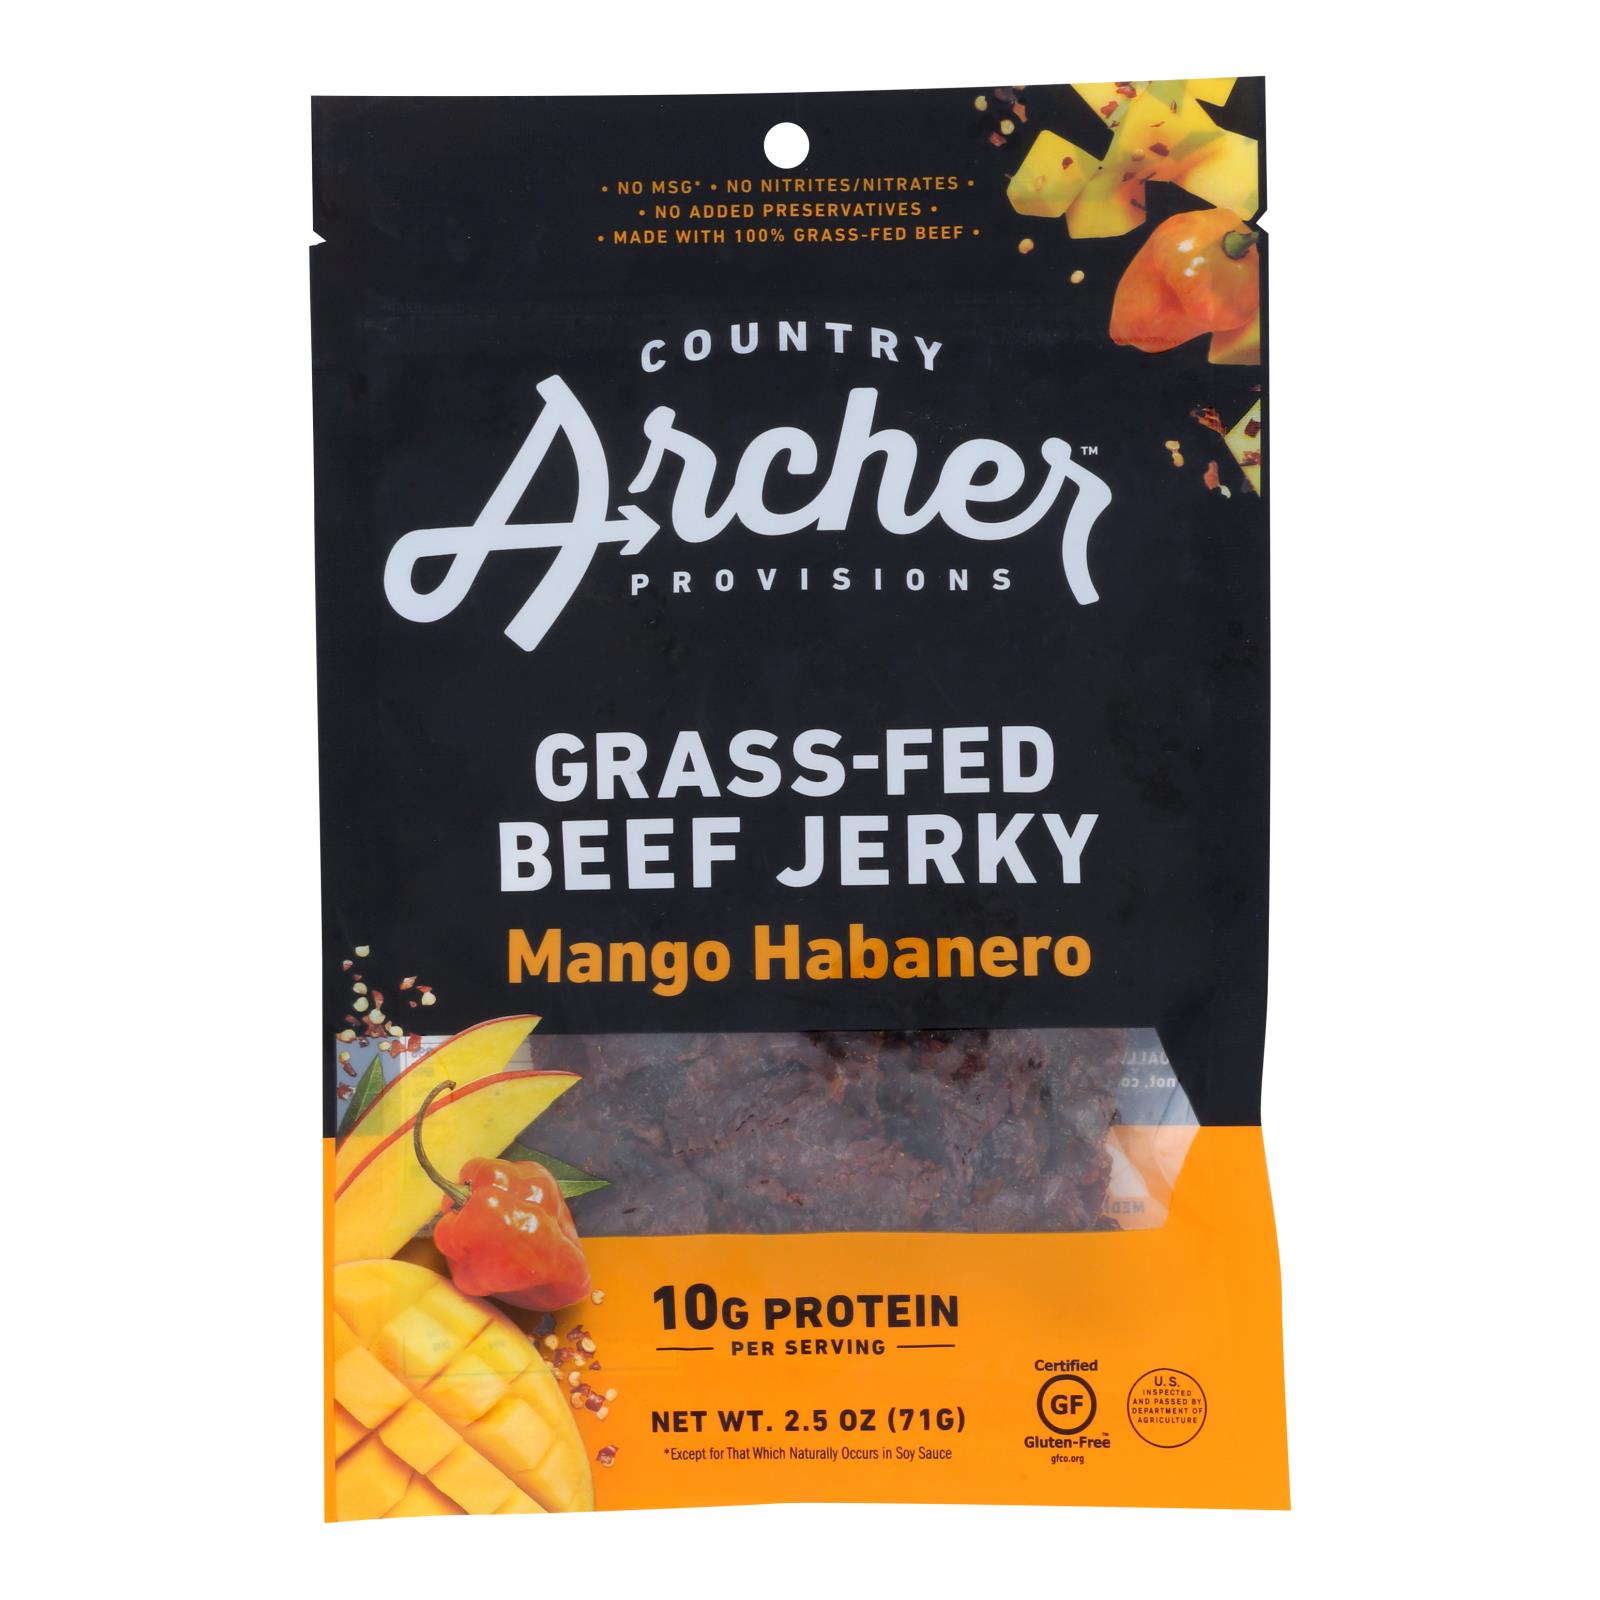 • NO MSG* • NO NITRITES/NITRATES •
• NO ADDED PRESERVATIVES •
• MADE WITH 100% GRASS-FED BEEF •
COUNTRY
Archer™
PROVISIONS
GRASS-FED
BEEF JERKY
Mango Habanero
10G PROTEIN
PER SERVING
NET WT. 2.5 OZ (71G)
*Except for That Which Naturally Occurs in Soy Sauce
Certified
GF
Gluten-Free™
gfco.org
U.S.
INSPECTED
AND PASSED BY
DEPARTMENT OF
AGRICULTURE